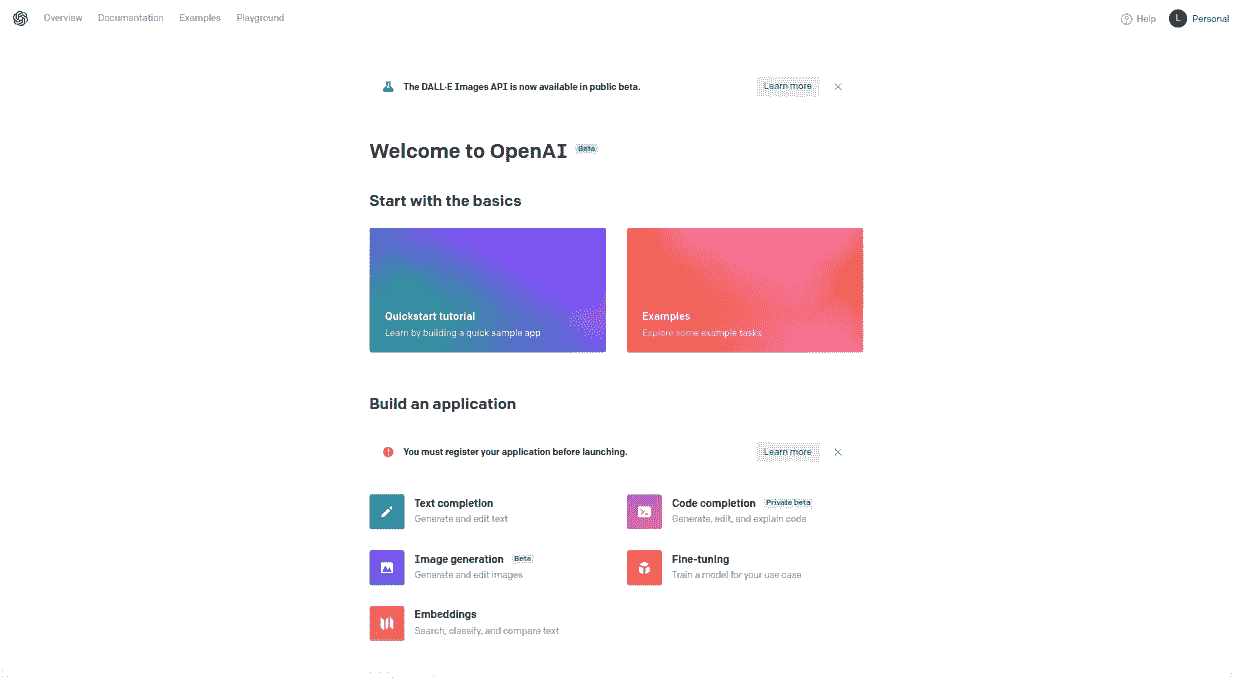 Overview Documentation Examples Playground Help L Personal
The DALL·E Images API is now available in public beta. Learn more
Welcome to OpenAI Beta
Start with the basics
Quickstart tutorial
Learn by building a quick sample app
Examples
Explore some example tasks
Build an application
You must register your application before launching. Learn more
Text completion
Generate and edit text
Code completion Private beta
Generate, edit, and explain code
Image generation Beta
Generate and edit images
Fine-tuning
Train a model for your use case
Embeddings
Search, classify, and compare text